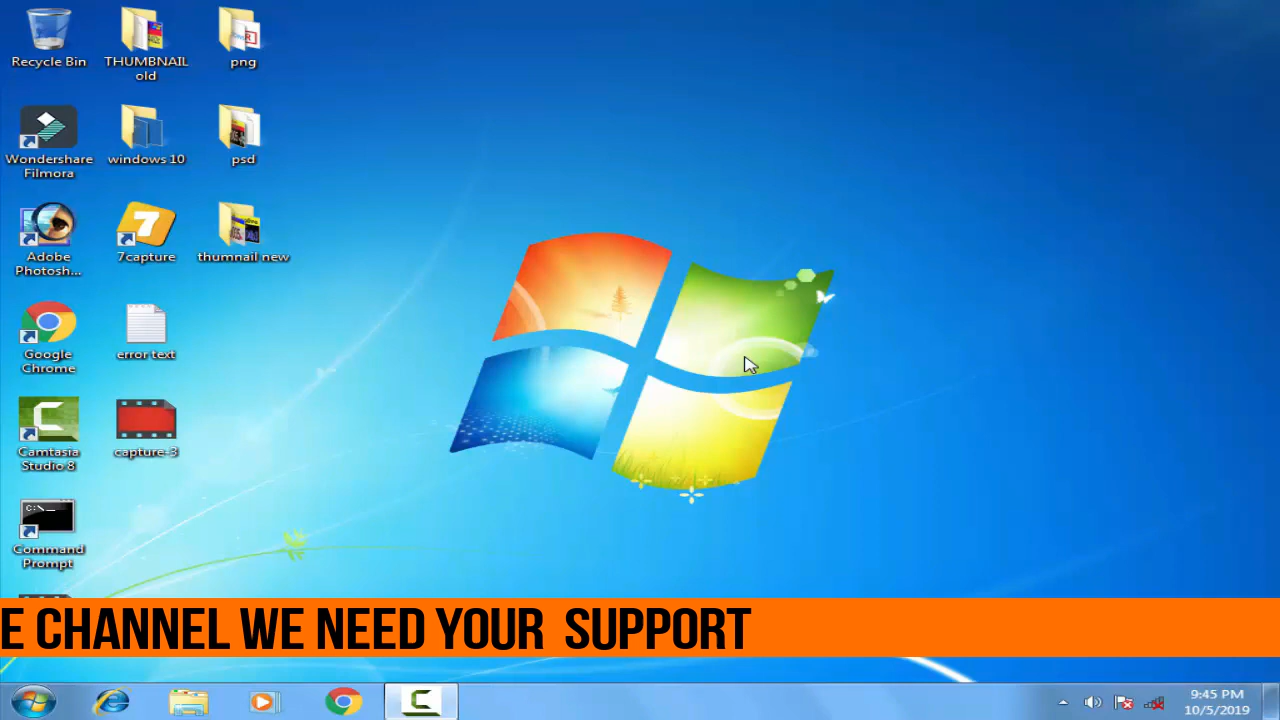 Recycle Bin
THUMBNAIL
old
png
Wondershare
Filmora
windows 10
psd
Adobe
Photosh...
7
7capture
thumnail new
Google
Chrome
error text
Camtasia
Studio 8
capture-3
C:\_
Command
Prompt
E CHANNEL WE NEED YOUR SUPPORT
9:45 PM
10/5/2019